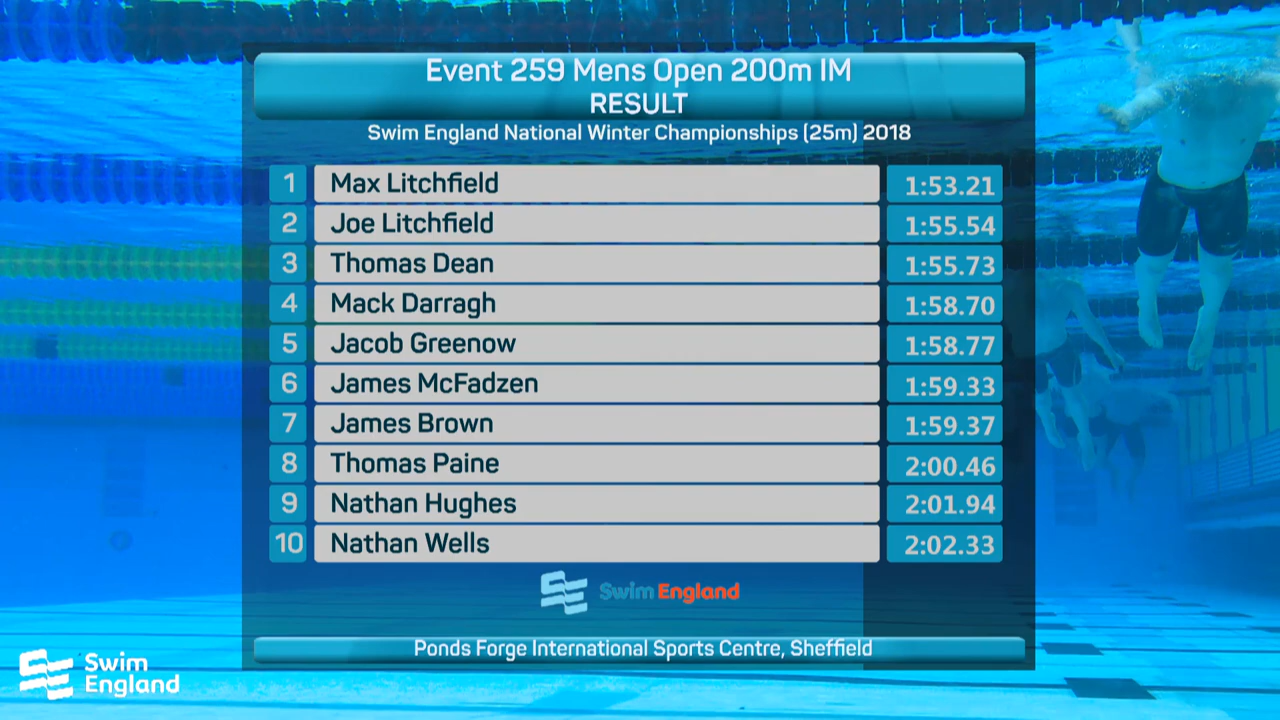 Event 259 Mens Open 200m IM
RESULT
Swim England National Winter Championships (25m) 2018
1 Max Litchfield 1:53.21
2 Joe Litchfield 1:55.54
3 Thomas Dean 1:55.73
4 Mack Darragh 1:58.70
5 Jacob Greenow 1:58.77
6 James McFadzen 1:59.33
7 James Brown 1:59.37
8 Thomas Paine 2:00.46
9 Nathan Hughes 2:01.94
10 Nathan Wells 2:02.33
Swim England
Ponds Forge International Sports Centre, Sheffield
Swim
England